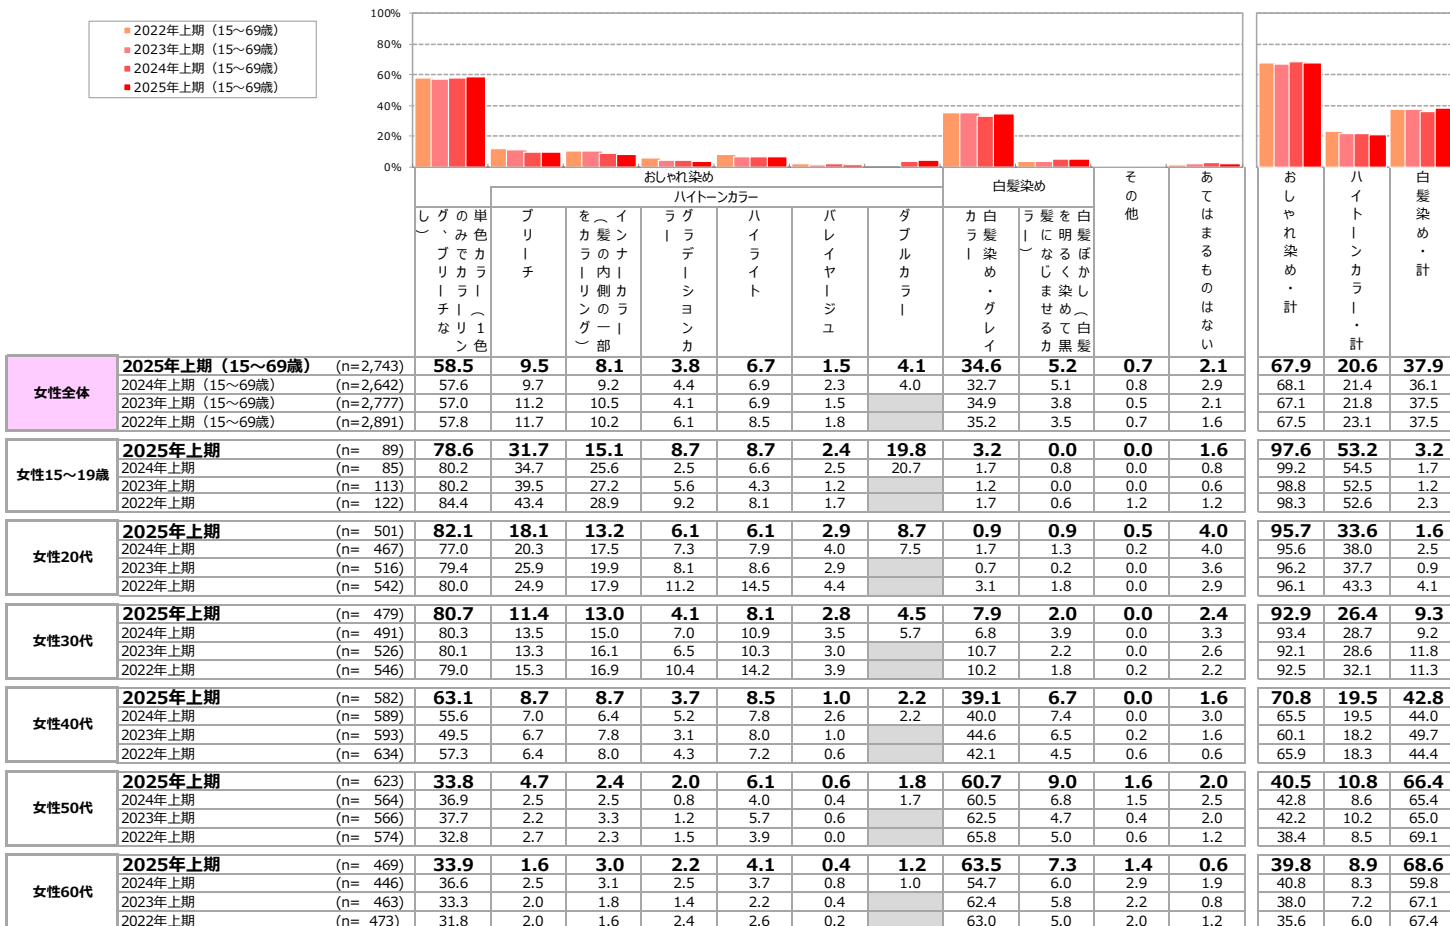 2022年上期（15～69歳）
2023年上期（15～69歳）
2024年上期（15～69歳）
2025年上期（15～69歳）
100%
80%
60%
40%
20%
0%
おしゃれ染め
白髪染め
ハイトーンカラー
単色カラー（1色のみでカラーリング、ブリーチなし）
ブリーチ
インナーカラー（髪の内側の一部をカラーリング）
グラデーションカラー
ハイライト
バレイヤージュ
ダブルカラー
白髪染め・グレイカラー
白髪ぼかし（白髪を明るく染めて黒髪になじませるカラー）
その他
あてはまるものはない
おしゃれ染め・計
ハイトーンカラー・計
白髪染め・計
女性全体
2025年上期（15～69歳） (n=2,743) 58.5 9.5 8.1 3.8 6.7 1.5 4.1 34.6 5.2 0.7 2.1 67.9 20.6 37.9
2024年上期（15～69歳） (n=2,642) 57.6 9.7 9.2 4.4 6.9 2.3 4.0 32.7 5.1 0.8 2.9 68.1 21.4 36.1
2023年上期（15～69歳） (n=2,777) 57.0 11.2 10.5 4.1 6.9 1.5 34.9 3.8 0.5 2.1 67.1 21.8 37.5
2022年上期（15～69歳） (n=2,891) 57.8 11.7 10.2 6.1 8.5 1.8 35.2 3.5 0.7 1.6 67.5 23.1 37.5
女性15～19歳
2025年上期 (n= 89) 78.6 31.7 15.1 8.7 8.7 2.4 19.8 3.2 0.0 0.0 1.6 97.6 53.2 3.2
2024年上期 (n= 85) 80.2 34.7 25.6 2.5 6.6 2.5 20.7 1.7 0.8 0.0 0.8 99.2 54.5 1.7
2023年上期 (n= 113) 80.2 39.5 27.2 5.6 4.3 1.2 1.2 0.0 0.0 0.6 98.8 52.5 1.2
2022年上期 (n= 122) 84.4 43.4 28.9 9.2 8.1 1.7 1.7 0.6 1.2 1.2 98.3 52.6 2.3
女性20代
2025年上期 (n= 501) 82.1 18.1 13.2 6.1 6.1 2.9 8.7 0.9 0.9 0.5 4.0 95.7 33.6 1.6
2024年上期 (n= 467) 77.0 20.3 17.5 7.3 7.9 4.0 7.5 1.7 1.3 0.2 4.0 95.6 38.0 2.5
2023年上期 (n= 516) 79.4 25.9 19.9 8.1 8.6 2.9 0.7 0.2 0.0 3.6 96.2 37.7 0.9
2022年上期 (n= 542) 80.0 24.9 17.9 11.2 14.5 4.4 3.1 1.8 0.0 2.9 96.1 43.3 4.1
女性30代
2025年上期 (n= 479) 80.7 11.4 13.0 4.1 8.1 2.8 4.5 7.9 2.0 0.0 2.4 92.9 26.4 9.3
2024年上期 (n= 491) 80.3 13.5 15.0 7.0 10.9 3.5 5.7 6.8 3.9 0.0 3.3 93.4 28.7 9.2
2023年上期 (n= 526) 80.1 13.3 16.1 6.5 10.3 3.0 10.7 2.2 0.0 2.6 92.1 28.6 11.8
2022年上期 (n= 546) 79.0 15.3 16.9 10.4 14.2 3.9 10.2 1.8 0.2 2.2 92.5 32.1 11.3
女性40代
2025年上期 (n= 582) 63.1 8.7 8.7 3.7 8.5 1.0 2.2 39.1 6.7 0.0 1.6 70.8 19.5 42.8
2024年上期 (n= 589) 55.6 7.0 6.4 5.2 7.8 2.6 2.2 40.0 7.4 0.0 3.0 65.5 19.5 44.0
2023年上期 (n= 593) 49.5 6.7 7.8 3.1 8.0 1.0 44.6 6.5 0.2 1.6 60.1 18.2 49.7
2022年上期 (n= 634) 57.3 6.4 8.0 4.3 7.2 0.6 42.1 4.5 0.6 0.6 65.9 18.3 44.4
女性50代
2025年上期 (n= 623) 33.8 4.7 2.4 2.0 6.1 0.6 1.8 60.7 9.0 1.6 2.0 40.5 10.8 66.4
2024年上期 (n= 564) 36.9 2.5 2.5 0.8 4.0 0.4 1.7 60.5 6.8 1.5 2.5 42.8 8.6 65.4
2023年上期 (n= 566) 37.7 2.2 3.3 1.2 5.7 0.6 62.5 4.7 0.4 2.0 42.2 10.2 65.0
2022年上期 (n= 574) 32.8 2.7 2.3 1.5 3.9 0.0 65.8 5.0 0.6 1.2 38.4 8.5 69.1
女性60代
2025年上期 (n= 469) 33.9 1.6 3.0 2.2 4.1 0.4 1.2 63.5 7.3 1.4 0.6 39.8 8.9 68.6
2024年上期 (n= 446) 36.6 2.5 3.1 2.5 3.7 0.8 1.0 54.7 6.0 2.9 1.9 40.8 8.3 59.8
2023年上期 (n= 463) 33.3 2.0 1.8 1.4 2.2 0.4 62.4 5.8 2.2 0.8 38.0 7.2 67.1
2022年上期 (n= 473) 31.8 2.0 1.6 2.4 2.6 0.2 63.0 5.0 2.0 1.2 35.6 6.0 67.4